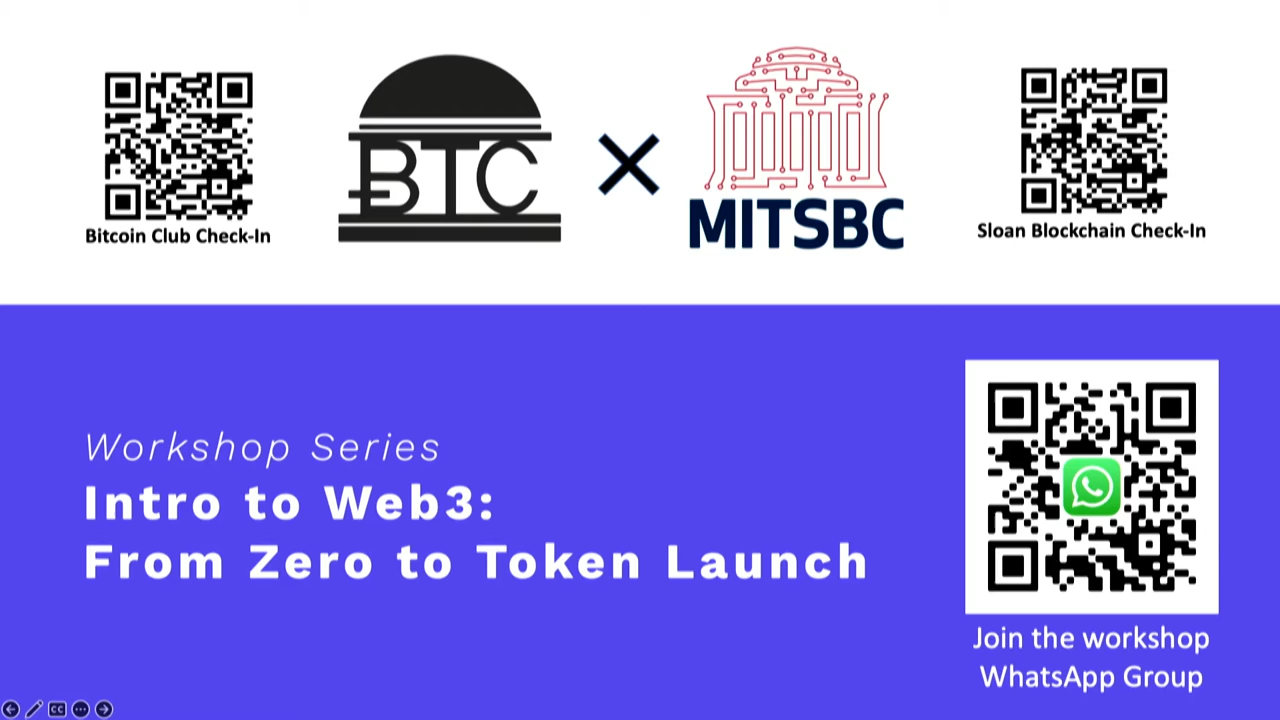 BTC
MITSBC
Bitcoin Club Check-In
Sloan Blockchain Check-In
Workshop Series
Intro to Web3:
From Zero to Token Launch
Join the workshop
WhatsApp Group
CC